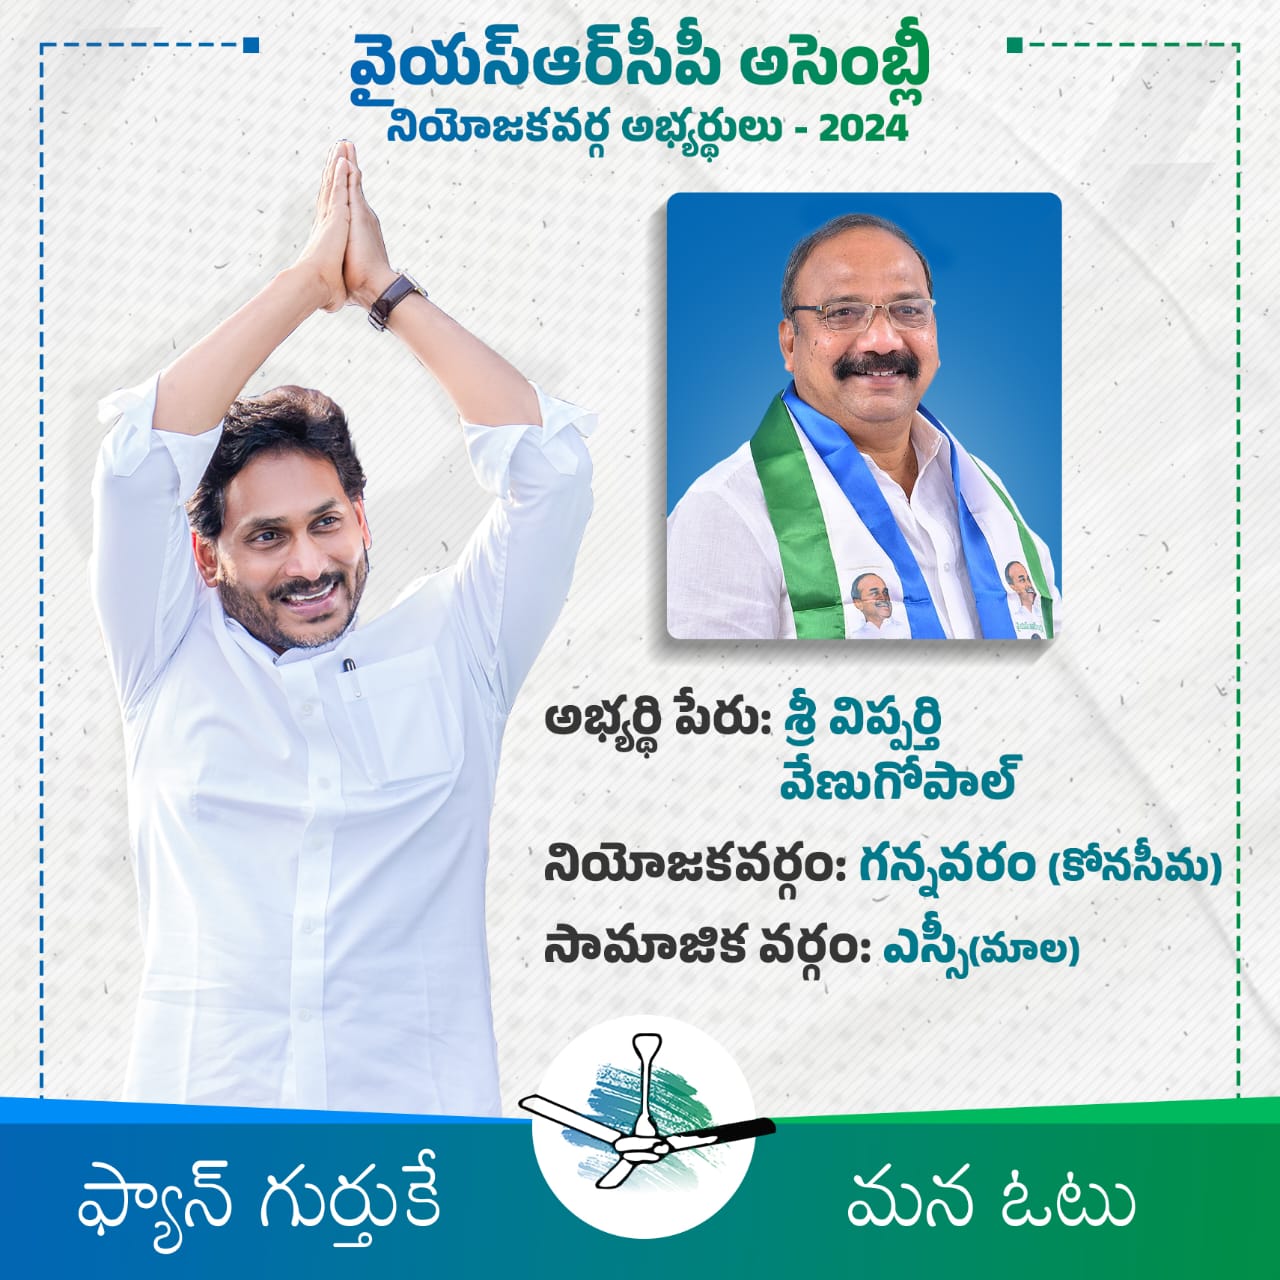 వైయస్ఆర్‌సీపీ అసెంబ్లీ
నియోజకవర్గ అభ్యర్థులు - 2024
అభ్యర్థి పేరు: శ్రీ విప్పర్తి
వేణుగోపాల్
నియోజకవర్గం: గన్నవరం (కోనసీమ)
సామాజిక వర్గం: ఎస్సీ(మాల)
ఫ్యాన్ గుర్తుకే మన ఓటు